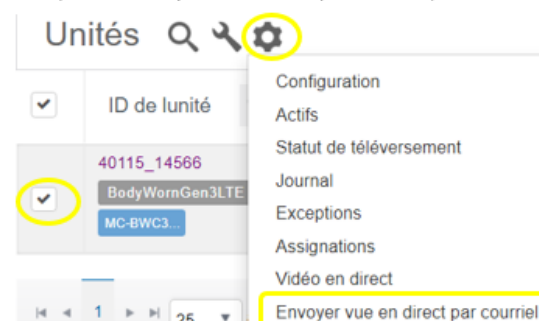 Unités
ID de lunité
40115_14566
BodyWornGen3LTE
MC-BWC3...
1
25
Configuration
Actifs
Statut de téléversement
Journal
Exceptions
Assignations
Vidéo en direct
Envoyer vue en direct par courriel